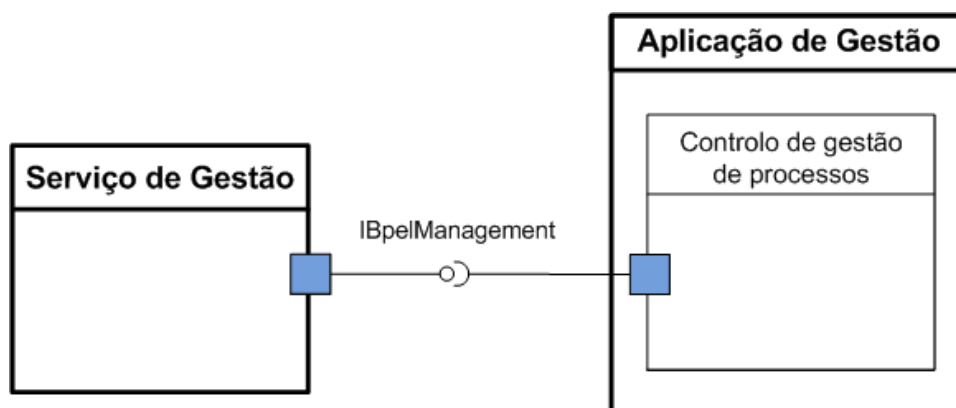 Aplicação de Gestão
Controlo de gestão
de processos
Serviço de Gestão
IBpelManagement